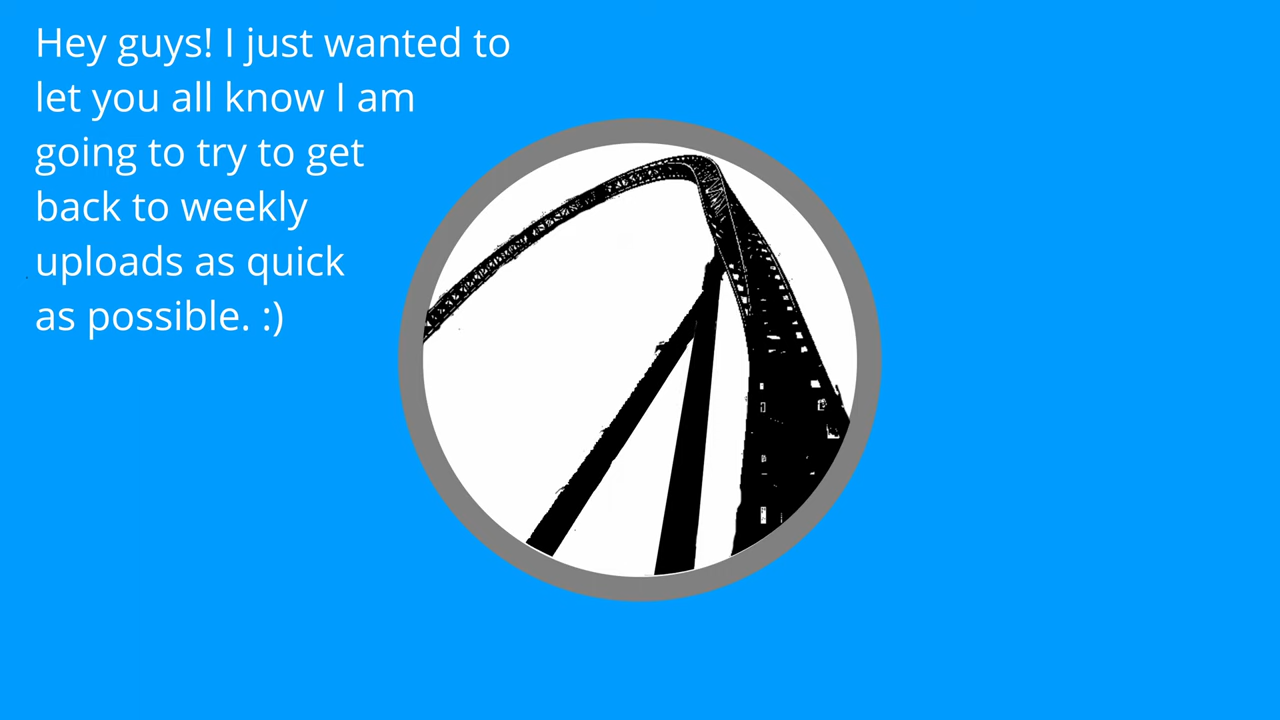 Hey guys! I just wanted to
let you all know I am
going to try to get
back to weekly
uploads as quick
as possible. :)